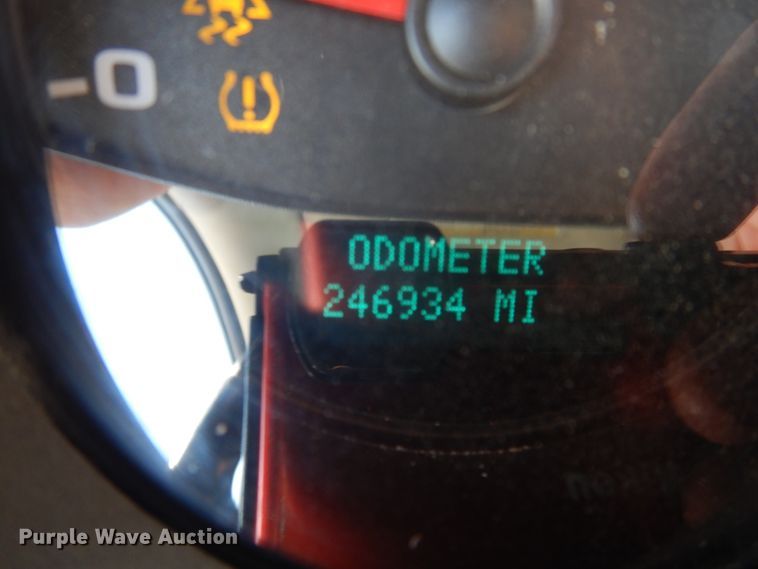 0
ODOMETER
246934 MI
Purple Wave Auction